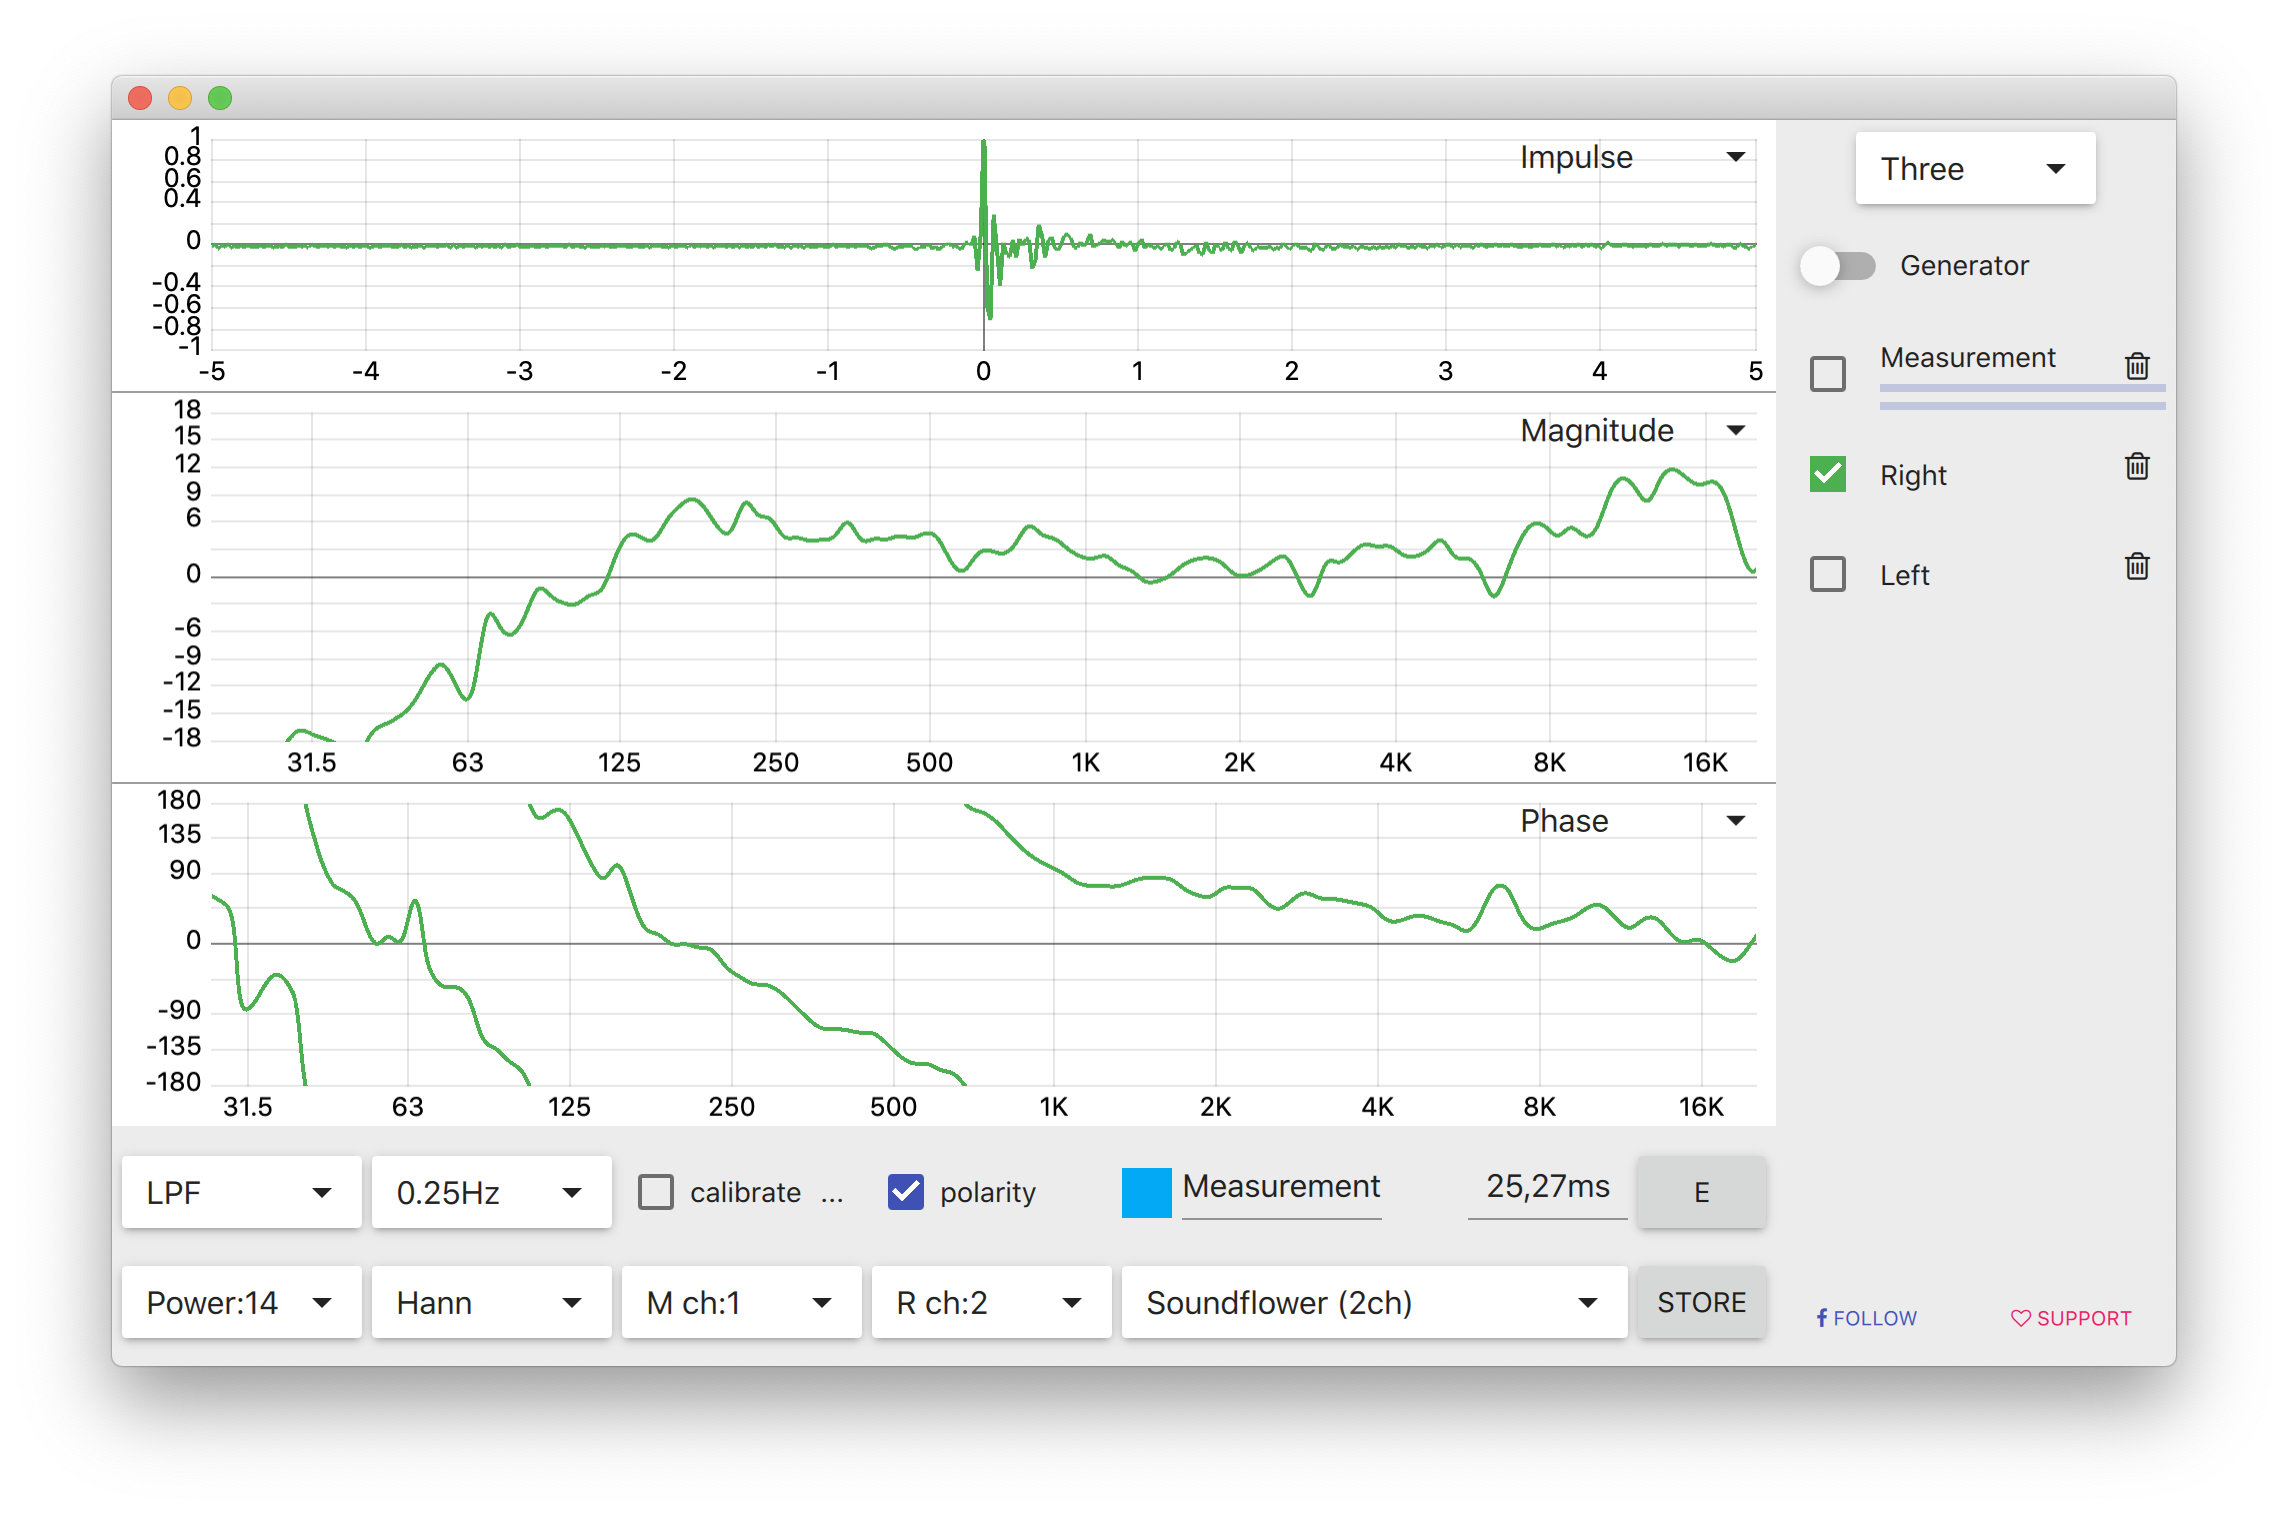 Impulse
1
0.8
0.6
0.4
0
-0.4
-0.6
-0.8
-1
-5 -4 -3 -2 -1 0 1 2 3 4 5
Magnitude
18
15
12
9
6
0
-6
-9
-12
-15
-18
31.5 63 125 250 500 1K 2K 4K 8K 16K
Phase
180
135
90
0
-90
-135
-180
31.5 63 125 250 500 1K 2K 4K 8K 16K
LPF 0.25Hz calibrate ... polarity Measurement 25,27ms E
Power:14 Hann M ch:1 R ch:2 Soundflower (2ch) STORE
Three
Generator
Measurement
Right
Left
FOLLOW SUPPORT